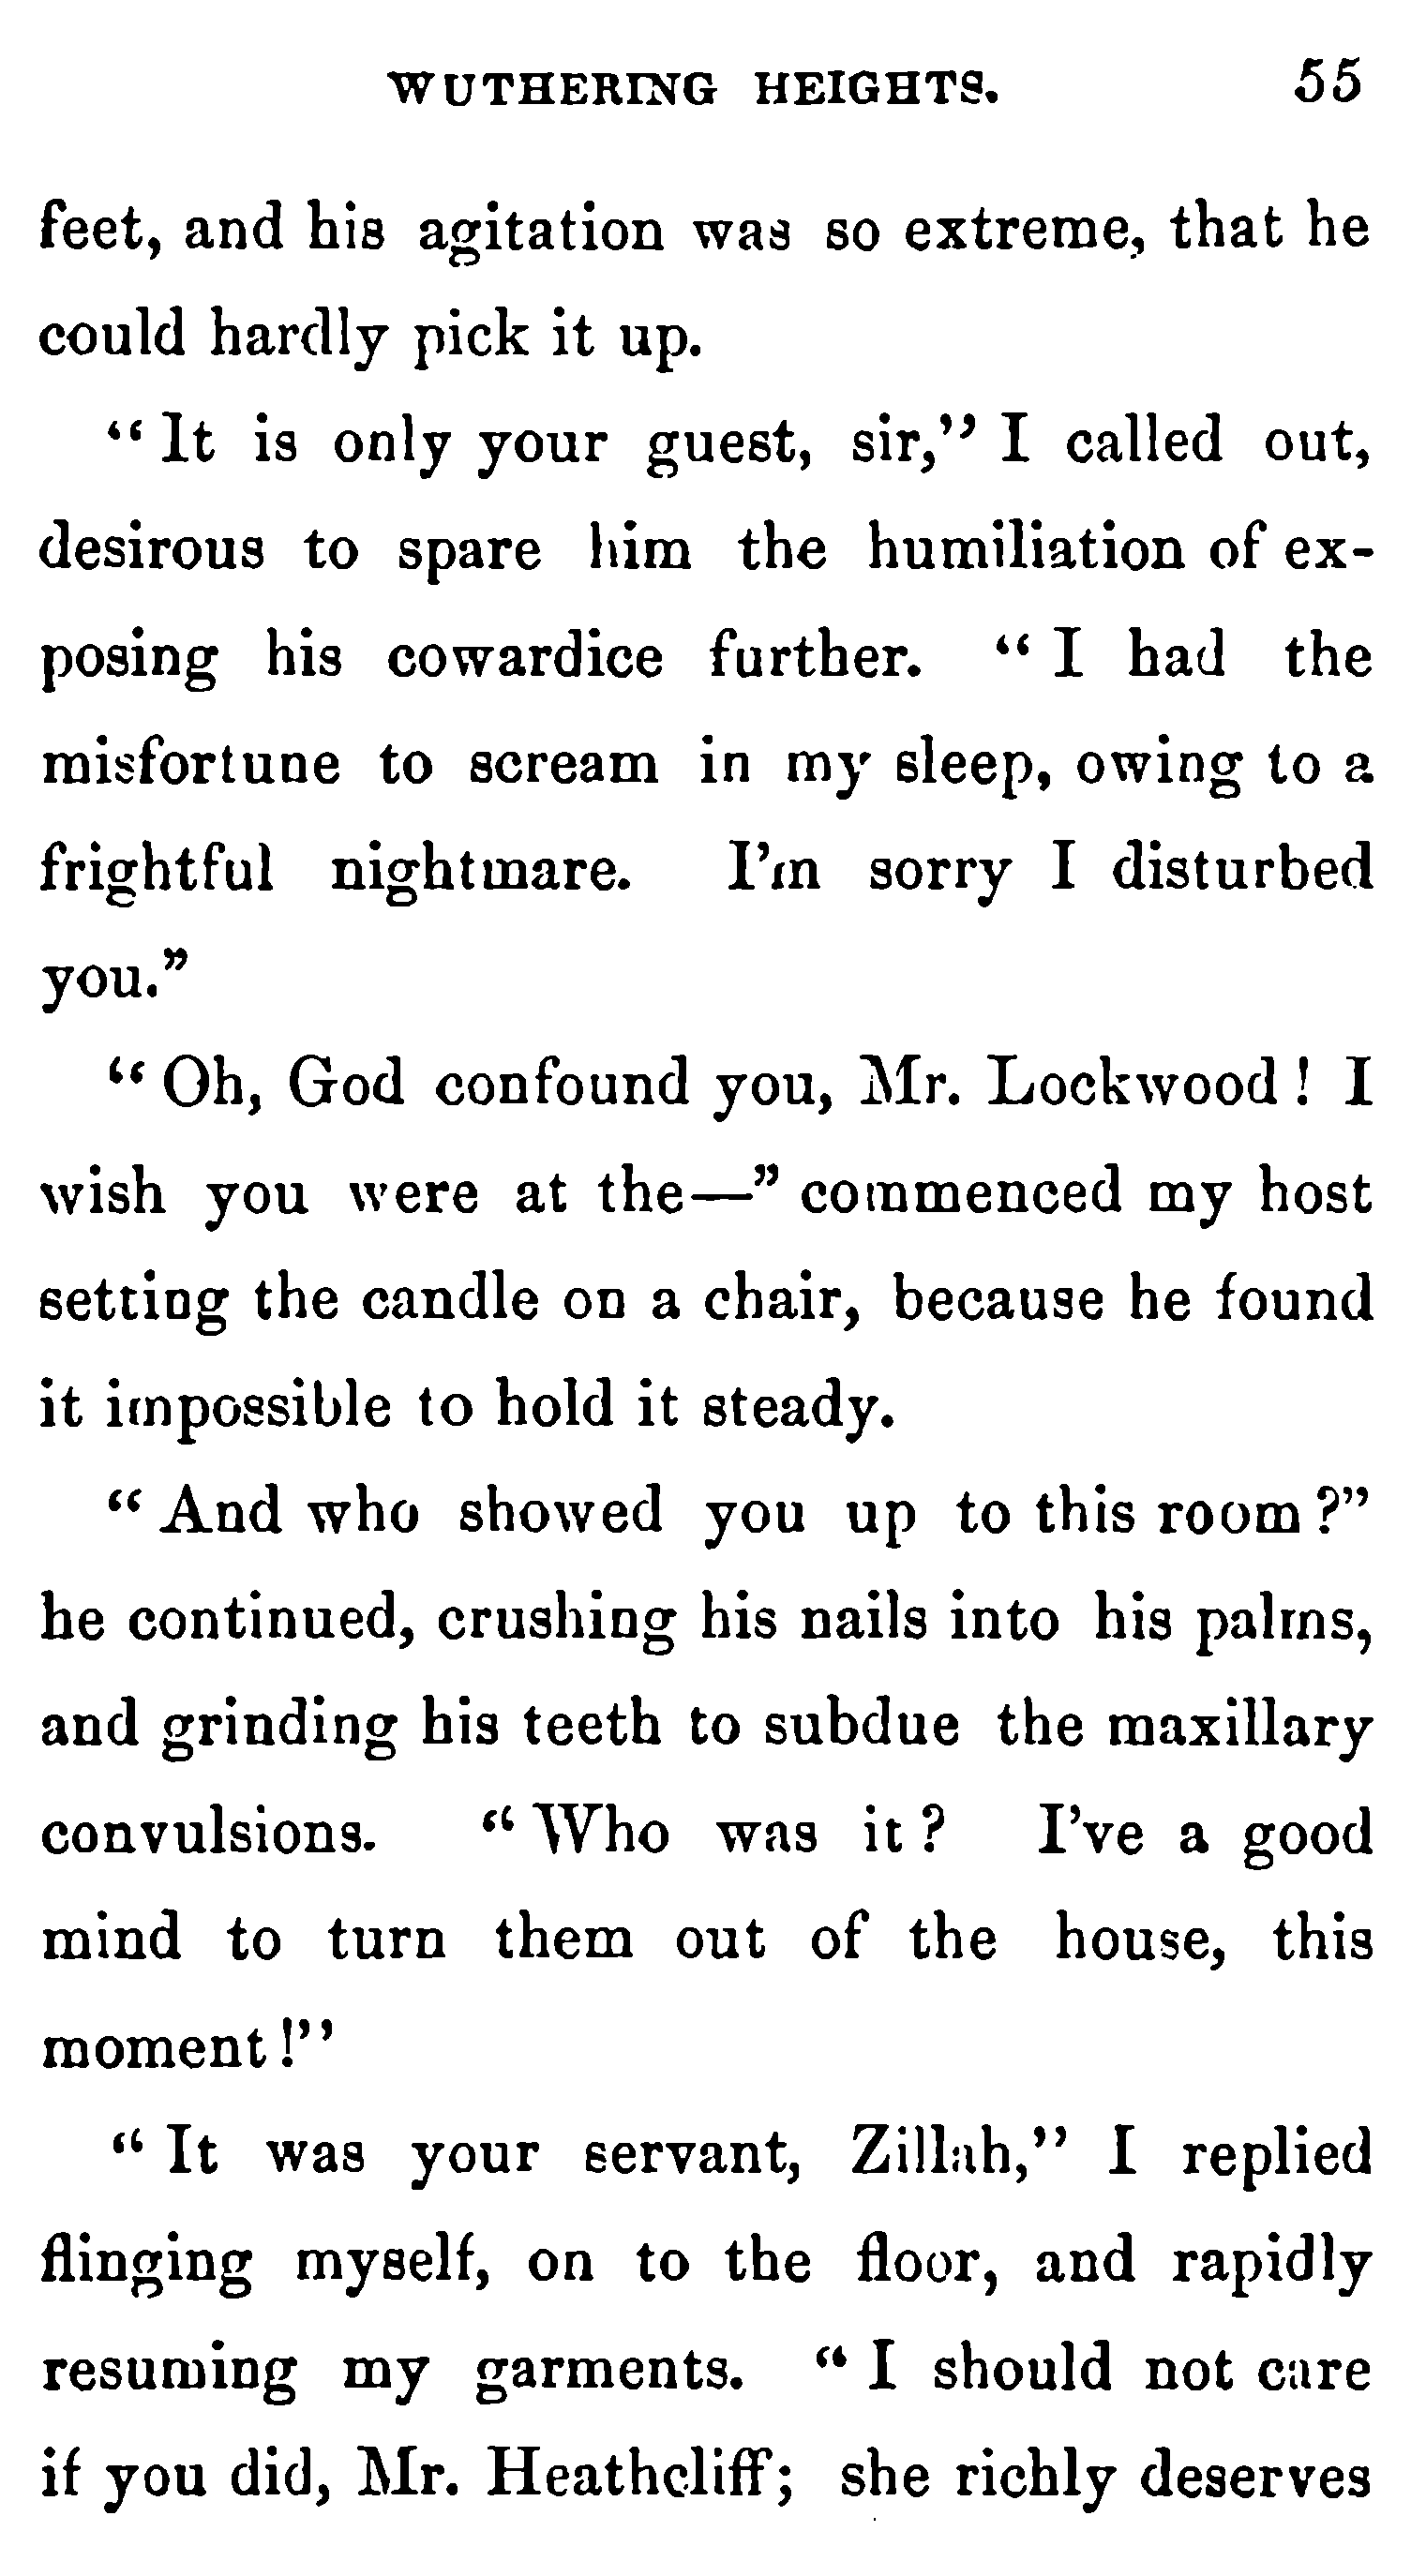 WUTHERING HEIGHTS. 55
feet, and his agitation was so extreme, that he
could hardly pick it up.
"It is only your guest, sir," I called out,
desirous to spare him the humiliation of ex-
posing his cowardice further. "I had the
misfortune to scream in my sleep, owing to a
frightful nightmare. I'm sorry I disturbed
you."
"Oh, God confound you, Mr. Lockwood! I
wish you were at the—" commenced my host
setting the candle on a chair, because he found
it impossible to hold it steady.
"And who showed you up to this room?"
he continued, crushing his nails into his palms,
and grinding his teeth to subdue the maxillary
convulsions. "Who was it? I've a good
mind to turn them out of the house, this
moment!"
"It was your servant, Zillah," I replied
flinging myself, on to the floor, and rapidly
resuming my garments. "I should not care
if you did, Mr. Heathcliff; she richly deserves